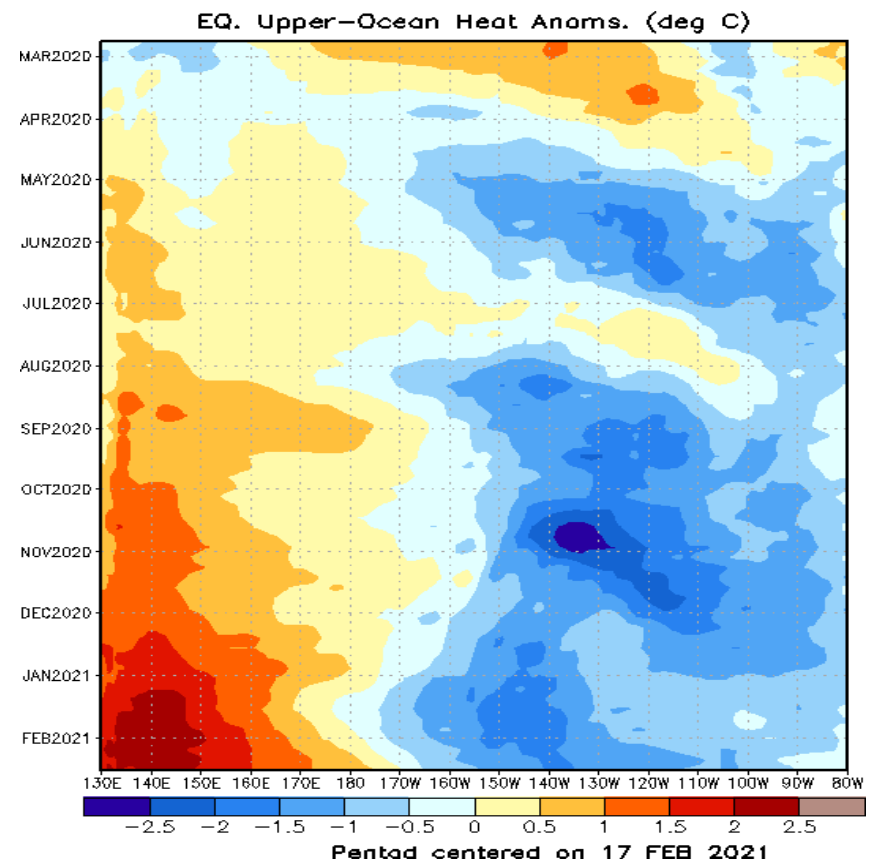 EQ. Upper-Ocean Heat Anoms. (deg C)
MAR2020
APR2020
MAY2020
JUN2020
JUL2020
AUG2020
SEP2020
OCT2020
NOV2020
DEC2020
JAN2021
FEB2021
130E 140E 150E 160E 170E 180 170W 160W 150W 140W 130W 120W 110W 100W 90W 80W
-2.5 -2 -1.5 -1 -0.5 0 0.5 1 1.5 2 2.5
Pentad centered on 17 FEB 2021